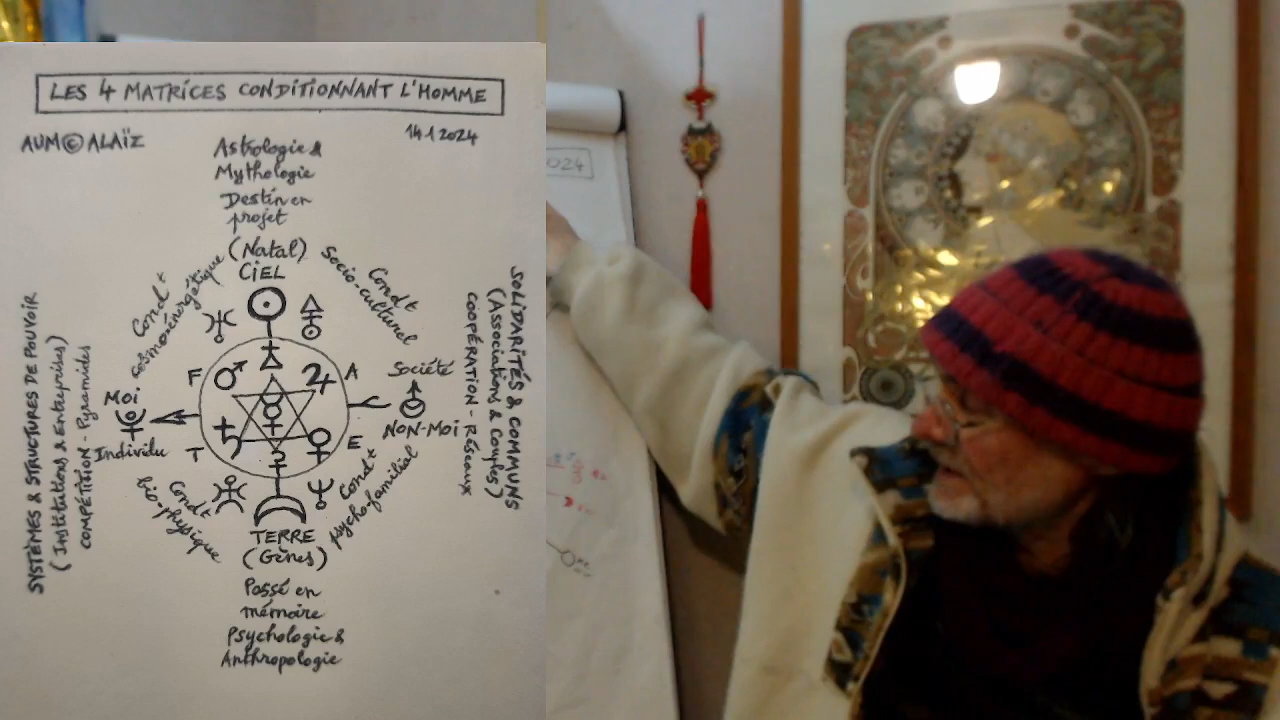 LES 4 MATRICES CONDITIONNANT L'HOMME
AUM©ALAÏZ
14.1 2024
Astrologie &
Mythologie
Destin en
projet
(Natal)
CIEL
Condt
cosmoénergétique
Condt
Socio-culturel
F
A
T
E
Moi
Individu
Société
NON-MOI
Condt
bio-physique
Condt
psycho-familial
TERRE
(Gènes)
Passé en
mémoire
Psychologie &
Anthropologie
SYSTÈMES & STRUCTURES DE POUVOIR
(Institutions & Entreprises)
COMPÉTITION - Pyramides
SOLIDARITÉS & COMMUNS
(Associations & Couples)
COOPÉRATION - Réseaux
2024